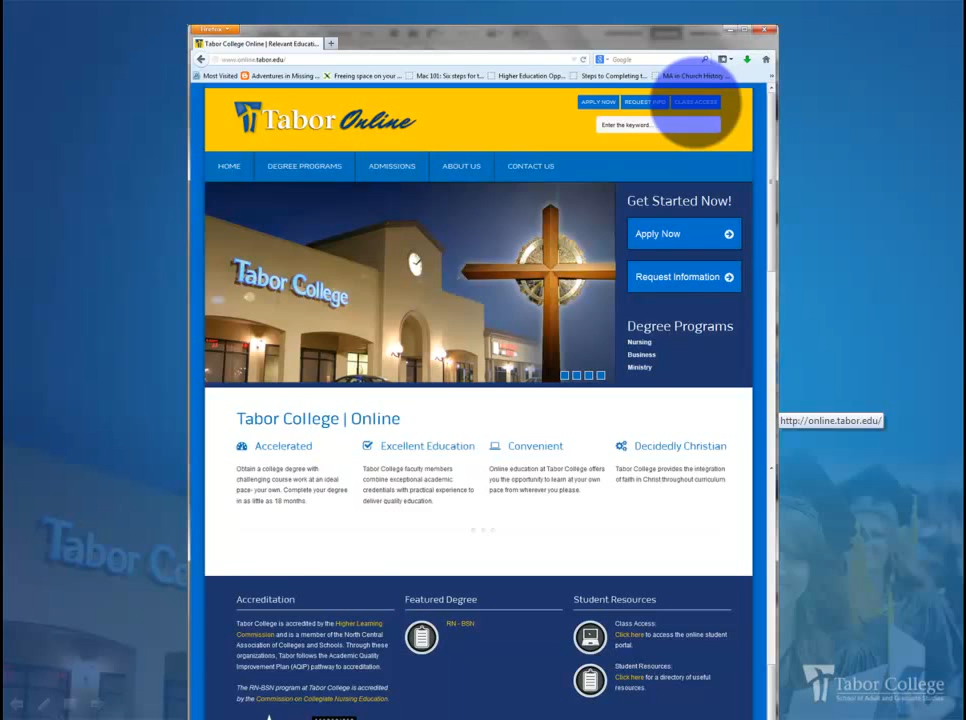 Firefox
Tabor College Online | Relevant Educati...
www.online.tabor.edu/
Google
Most Visited
Adventures in Missing ...
Freeing space on your ...
Mac 101: Six steps for t...
Higher Education Opp...
Steps to Completing t...
MA in Church History ...
Tabor Online
APPLY NOW
REQUEST INFO
CLASS ACCESS
Enter the keyword...
HOME
DEGREE PROGRAMS
ADMISSIONS
ABOUT US
CONTACT US
Tabor College
Get Started Now!
Apply Now
Request Information
Degree Programs
Nursing
Business
Ministry
http://online.tabor.edu/
Tabor College | Online
Accelerated
Obtain a college degree with
challenging course work at an ideal
pace- your own. Complete your degree
in as little as 18 months.
Excellent Education
Tabor College faculty members
combine exceptional academic
credentials with practical experience to
deliver quality education.
Convenient
Online education at Tabor College offers
you the opportunity to learn at your own
pace from wherever you please.
Decidedly Christian
Tabor College provides the integration
of faith in Christ throughout curriculum.
Accreditation
Tabor College is accredited by the Higher Learning
Commission and is a member of the North Central
Association of Colleges and Schools. Through these
organizations, Tabor follows the Academic Quality
Improvement Plan (AQIP) pathway to accreditation.
The RN-BSN program at Tabor College is accredited
by the Commission on Collegiate Nursing Education.
Featured Degree
RN - BSN
Student Resources
Class Access:
Click here to access the online student
portal.
Student Resources:
Click here for a directory of useful
resources.
Tabor C
Tabor College
School of Adult and Graduate Studies